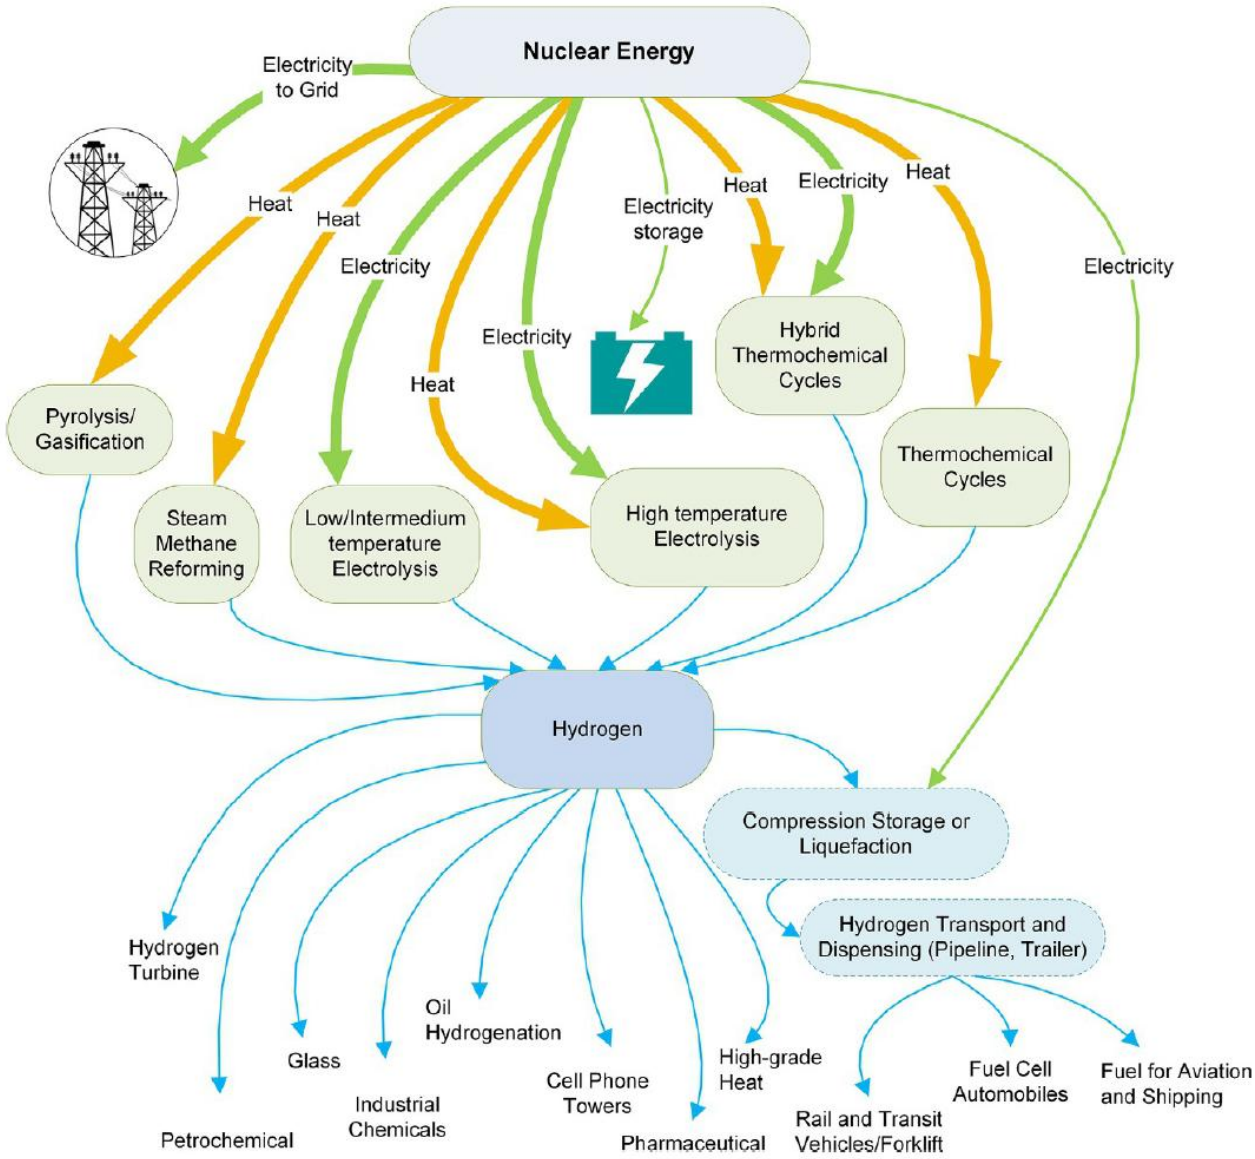 Nuclear Energy
Electricity
to Grid
Heat
Heat
Electricity
Heat
Electricity
Electricity
storage
Heat
Electricity
Heat
Electricity
Pyrolysis/
Gasification
Steam
Methane
Reforming
Low/Intermedium
temperature
Electrolysis
High temperature
Electrolysis
Hybrid
Thermochemical
Cycles
Thermochemical
Cycles
Hydrogen
Compression Storage or
Liquefaction
Hydrogen Transport and
Dispensing (Pipeline, Trailer)
Hydrogen
Turbine
Petrochemical
Glass
Industrial
Chemicals
Oil
Hydrogenation
Cell Phone
Towers
Pharmaceutical
High-grade
Heat
Rail and Transit
Vehicles/Forklift
Fuel Cell
Automobiles
Fuel for Aviation
and Shipping